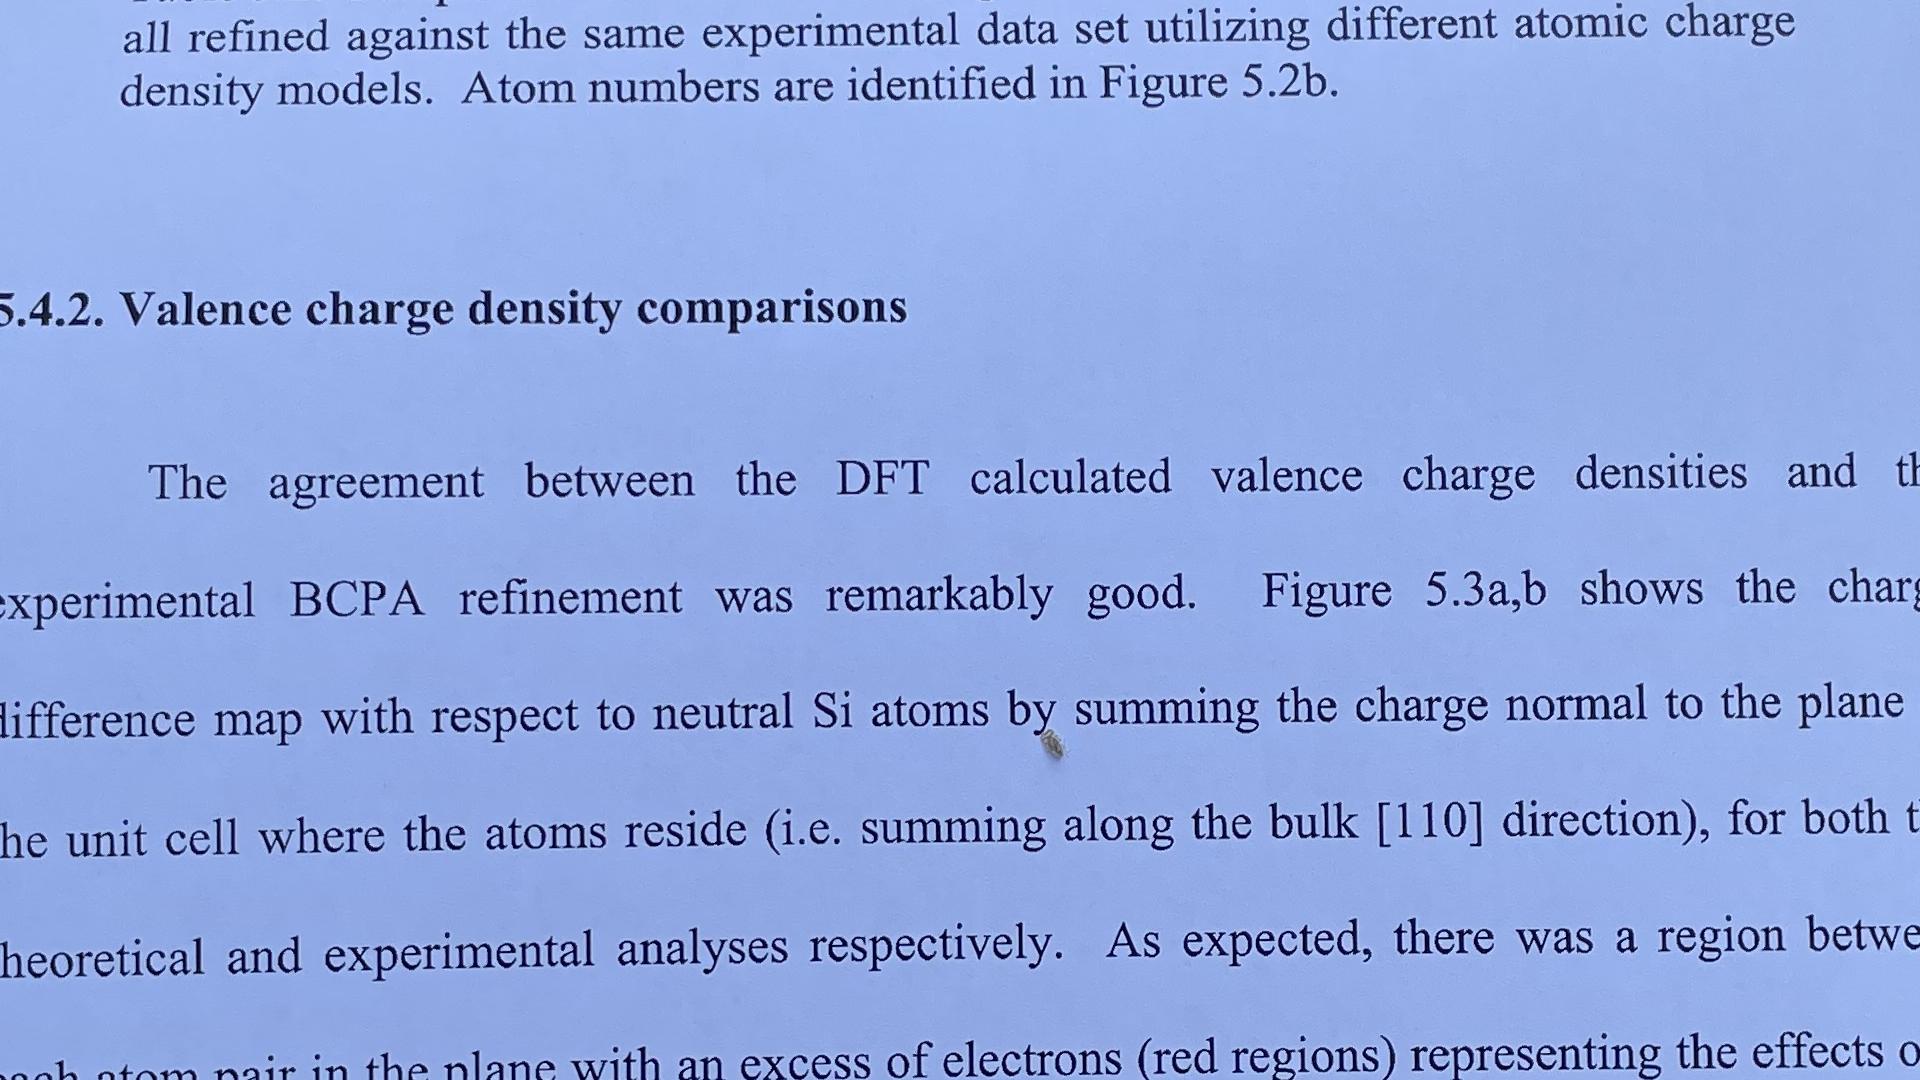 all refined against the same experimental data set utilizing different atomic charge
density models. Atom numbers are identified in Figure 5.2b.
5.4.2. Valence charge density comparisons
The agreement between the DFT calculated valence charge densities and th
experimental BCPA refinement was remarkably good. Figure 5.3a,b shows the charg
difference map with respect to neutral Si atoms by summing the charge normal to the plane
he unit cell where the atoms reside (i.e. summing along the bulk [110] direction), for both t
heoretical and experimental analyses respectively. As expected, there was a region betwe
atom pair in the plane with an excess of electrons (red regions) representing the effects o